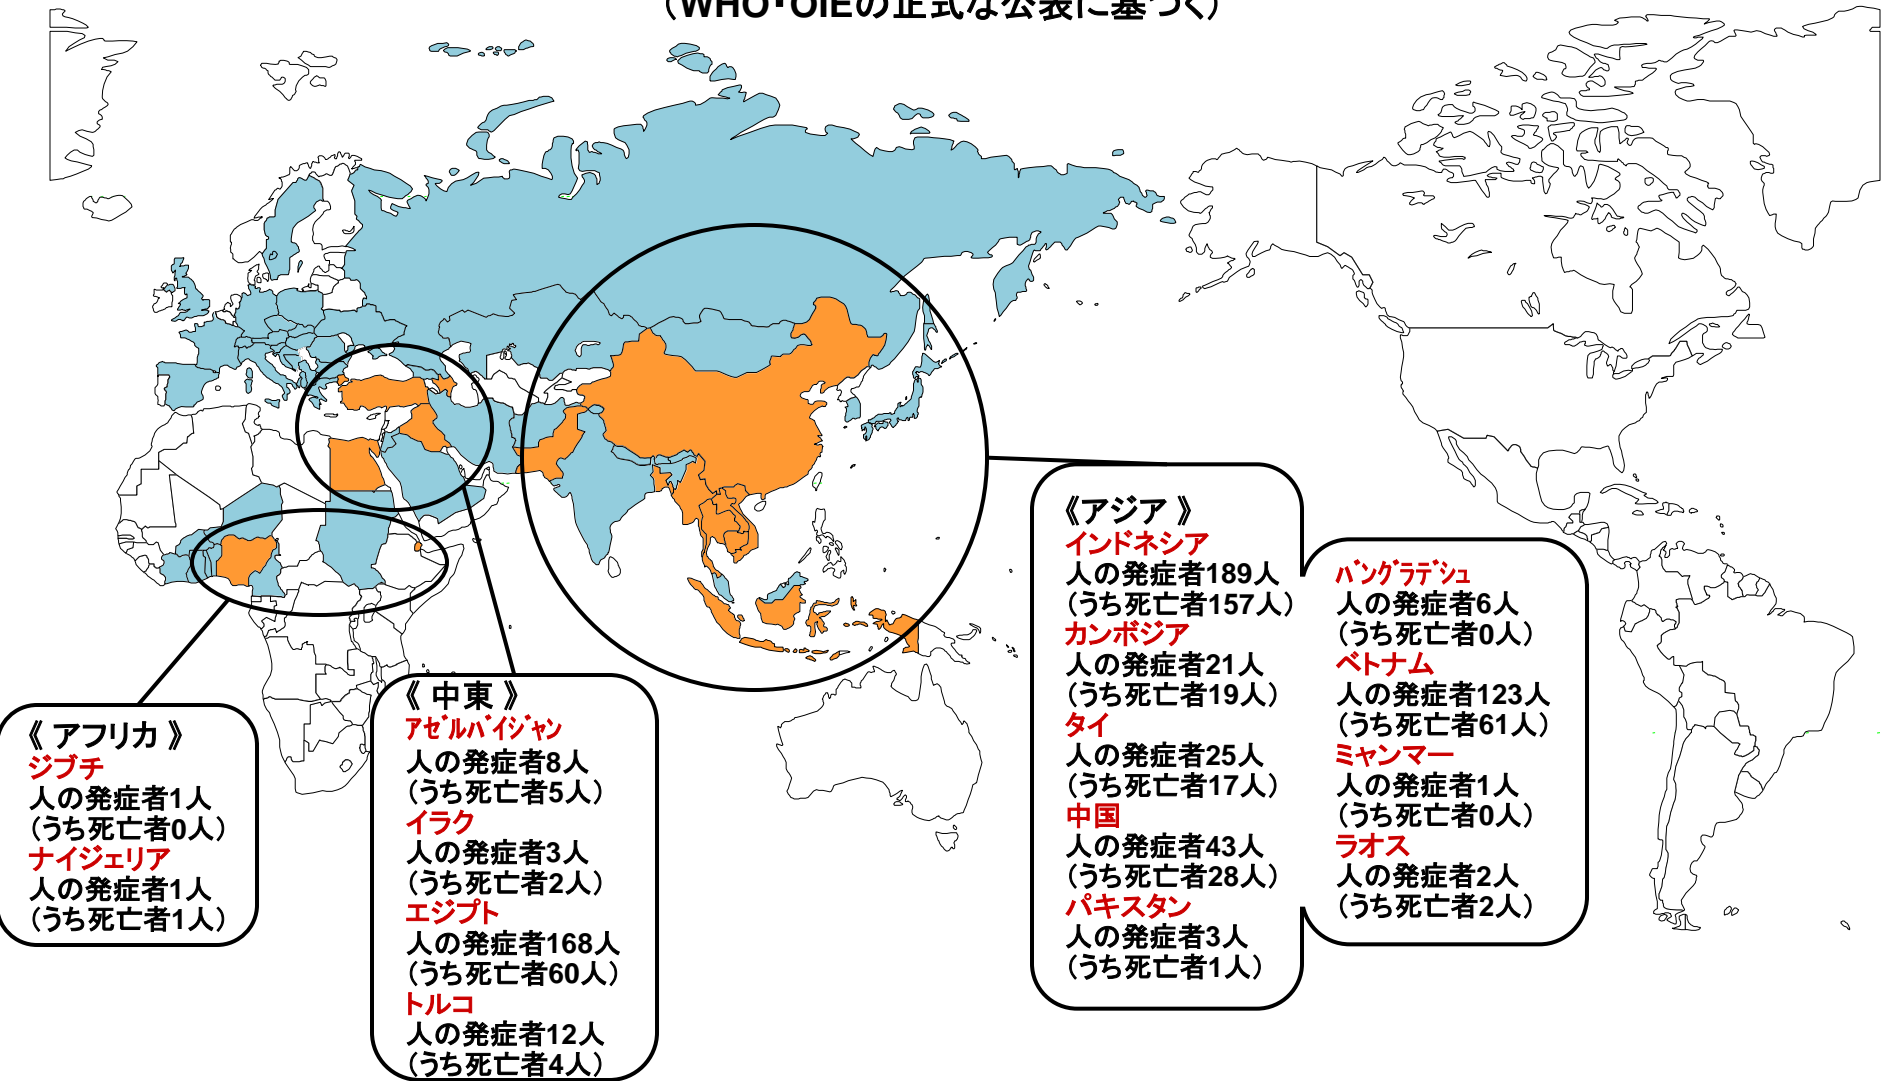 （WHO・OIEの正式な公表に基づく）
《 アフリカ 》
ジブチ
人の発症者1人
（うち死亡者0人）
ナイジェリア
人の発症者1人
（うち死亡者1人）
《 中東 》
ｱｾﾞﾙﾊﾞｲｼﾞｬﾝ
人の発症者8人
（うち死亡者5人）
イラク
人の発症者3人
（うち死亡者2人）
エジプト
人の発症者168人
（うち死亡者60人）
トルコ
人の発症者12人
（うち死亡者4人）
《アジア 》
インドネシア
人の発症者189人
（うち死亡者157人）
カンボジア
人の発症者21人
（うち死亡者19人）
タイ
人の発症者25人
（うち死亡者17人）
中国
人の発症者43人
（うち死亡者28人）
パキスタン
人の発症者3人
（うち死亡者1人）
ﾊﾞﾝｸﾞﾗﾃﾞｼｭ
人の発症者6人
（うち死亡者0人）
ベトナム
人の発症者123人
（うち死亡者61人）
ミャンマー
人の発症者1人
（うち死亡者0人）
ラオス
人の発症者2人
（うち死亡者2人）